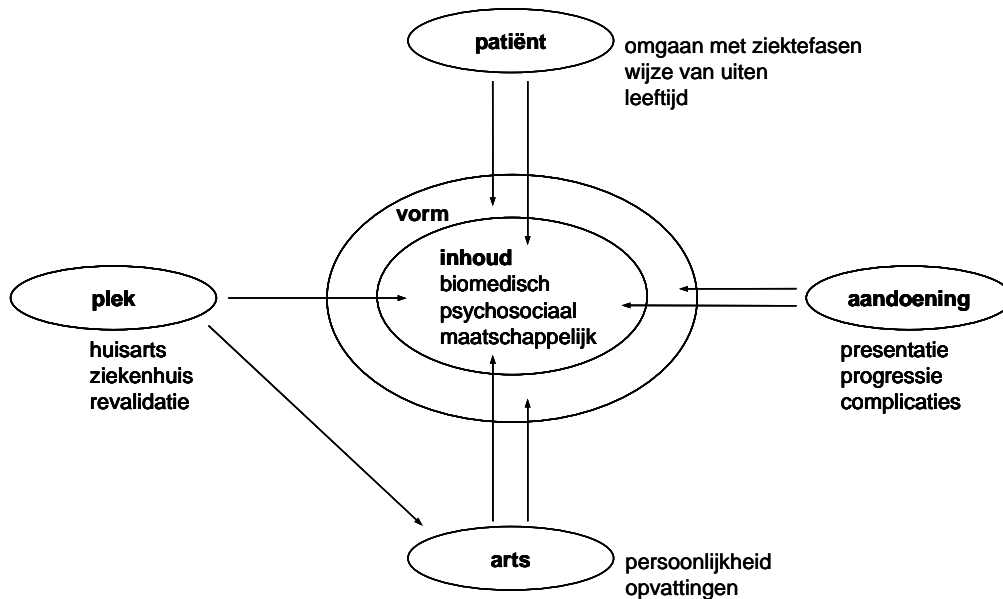 patiënt
omgaan met ziektefasen
wijze van uiten
leeftijd
vorm
inhoud
biomedisch
psychosociaal
maatschappelijk
plek
huisarts
ziekenhuis
revalidatie
aandoening
presentatie
progressie
complicaties
arts
persoonlijkheid
opvattingen